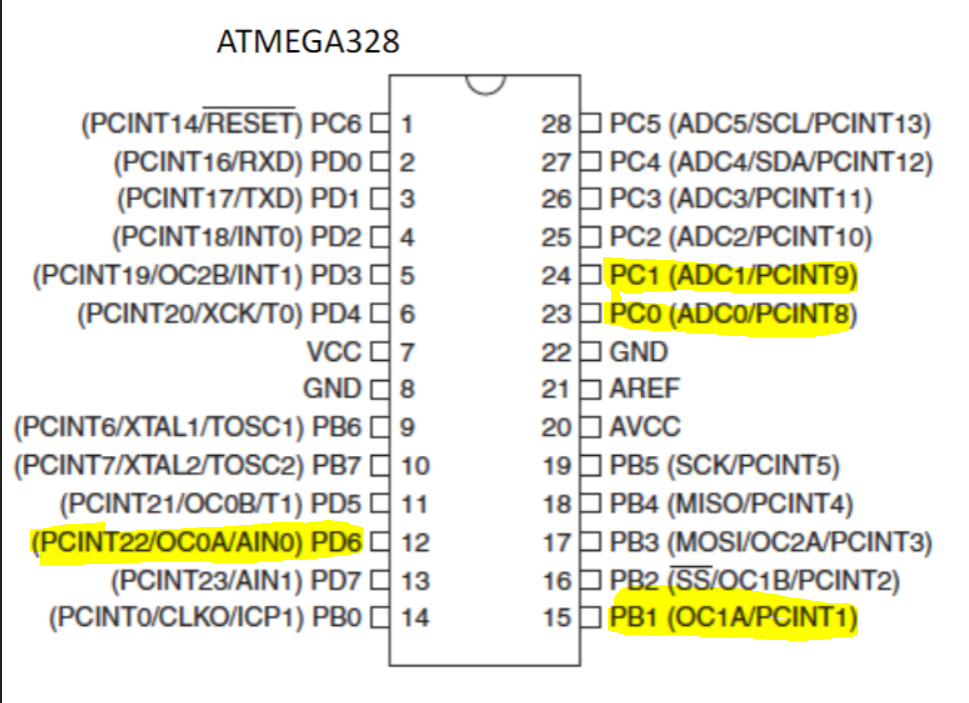 ATMEGA328
(PCINT14/RESET) PC6 1 28 PC5 (ADC5/SCL/PCINT13)
(PCINT16/RXD) PD0 2 27 PC4 (ADC4/SDA/PCINT12)
(PCINT17/TXD) PD1 3 26 PC3 (ADC3/PCINT11)
(PCINT18/INT0) PD2 4 25 PC2 (ADC2/PCINT10)
(PCINT19/OC2B/INT1) PD3 5 24 PC1 (ADC1/PCINT9)
(PCINT20/XCK/T0) PD4 6 23 PC0 (ADC0/PCINT8)
VCC 7 22 GND
GND 8 21 AREF
(PCINT6/XTAL1/TOSC1) PB6 9 20 AVCC
(PCINT7/XTAL2/TOSC2) PB7 10 19 PB5 (SCK/PCINT5)
(PCINT21/OC0B/T1) PD5 11 18 PB4 (MISO/PCINT4)
(PCINT22/OC0A/AIN0) PD6 12 17 PB3 (MOSI/OC2A/PCINT3)
(PCINT23/AIN1) PD7 13 16 PB2 (SS/OC1B/PCINT2)
(PCINT0/CLKO/ICP1) PB0 14 15 PB1 (OC1A/PCINT1)